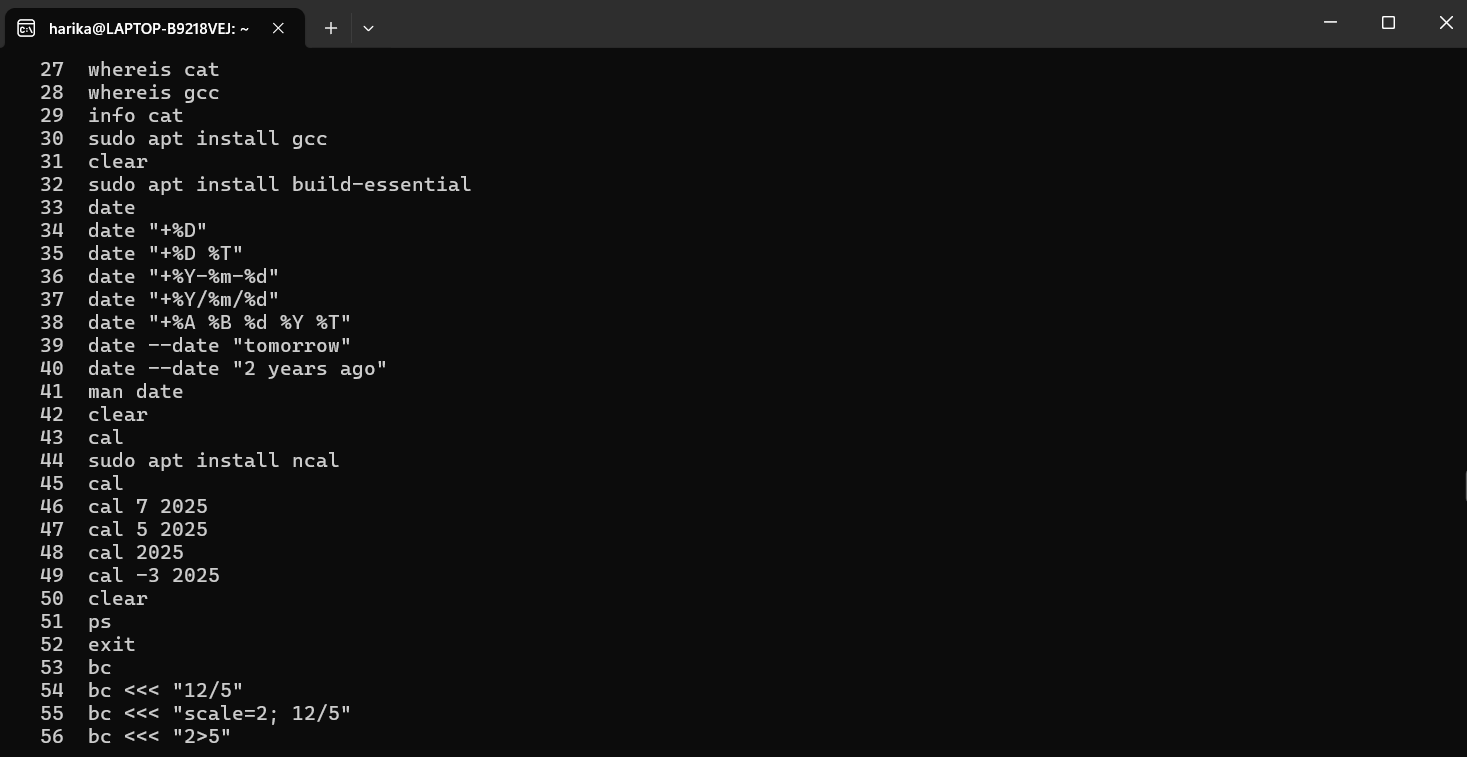 harika@LAPTOP-B9218VEJ: ~
27 whereis cat
28 whereis gcc
29 info cat
30 sudo apt install gcc
31 clear
32 sudo apt install build-essential
33 date
34 date "+%D"
35 date "+%D %T"
36 date "+%Y-%m-%d"
37 date "+%Y/%m/%d"
38 date "+%A %B %d %Y %T"
39 date --date "tomorrow"
40 date --date "2 years ago"
41 man date
42 clear
43 cal
44 sudo apt install ncal
45 cal
46 cal 7 2025
47 cal 5 2025
48 cal 2025
49 cal -3 2025
50 clear
51 ps
52 exit
53 bc
54 bc <<< "12/5"
55 bc <<< "scale=2; 12/5"
56 bc <<< "2>5"